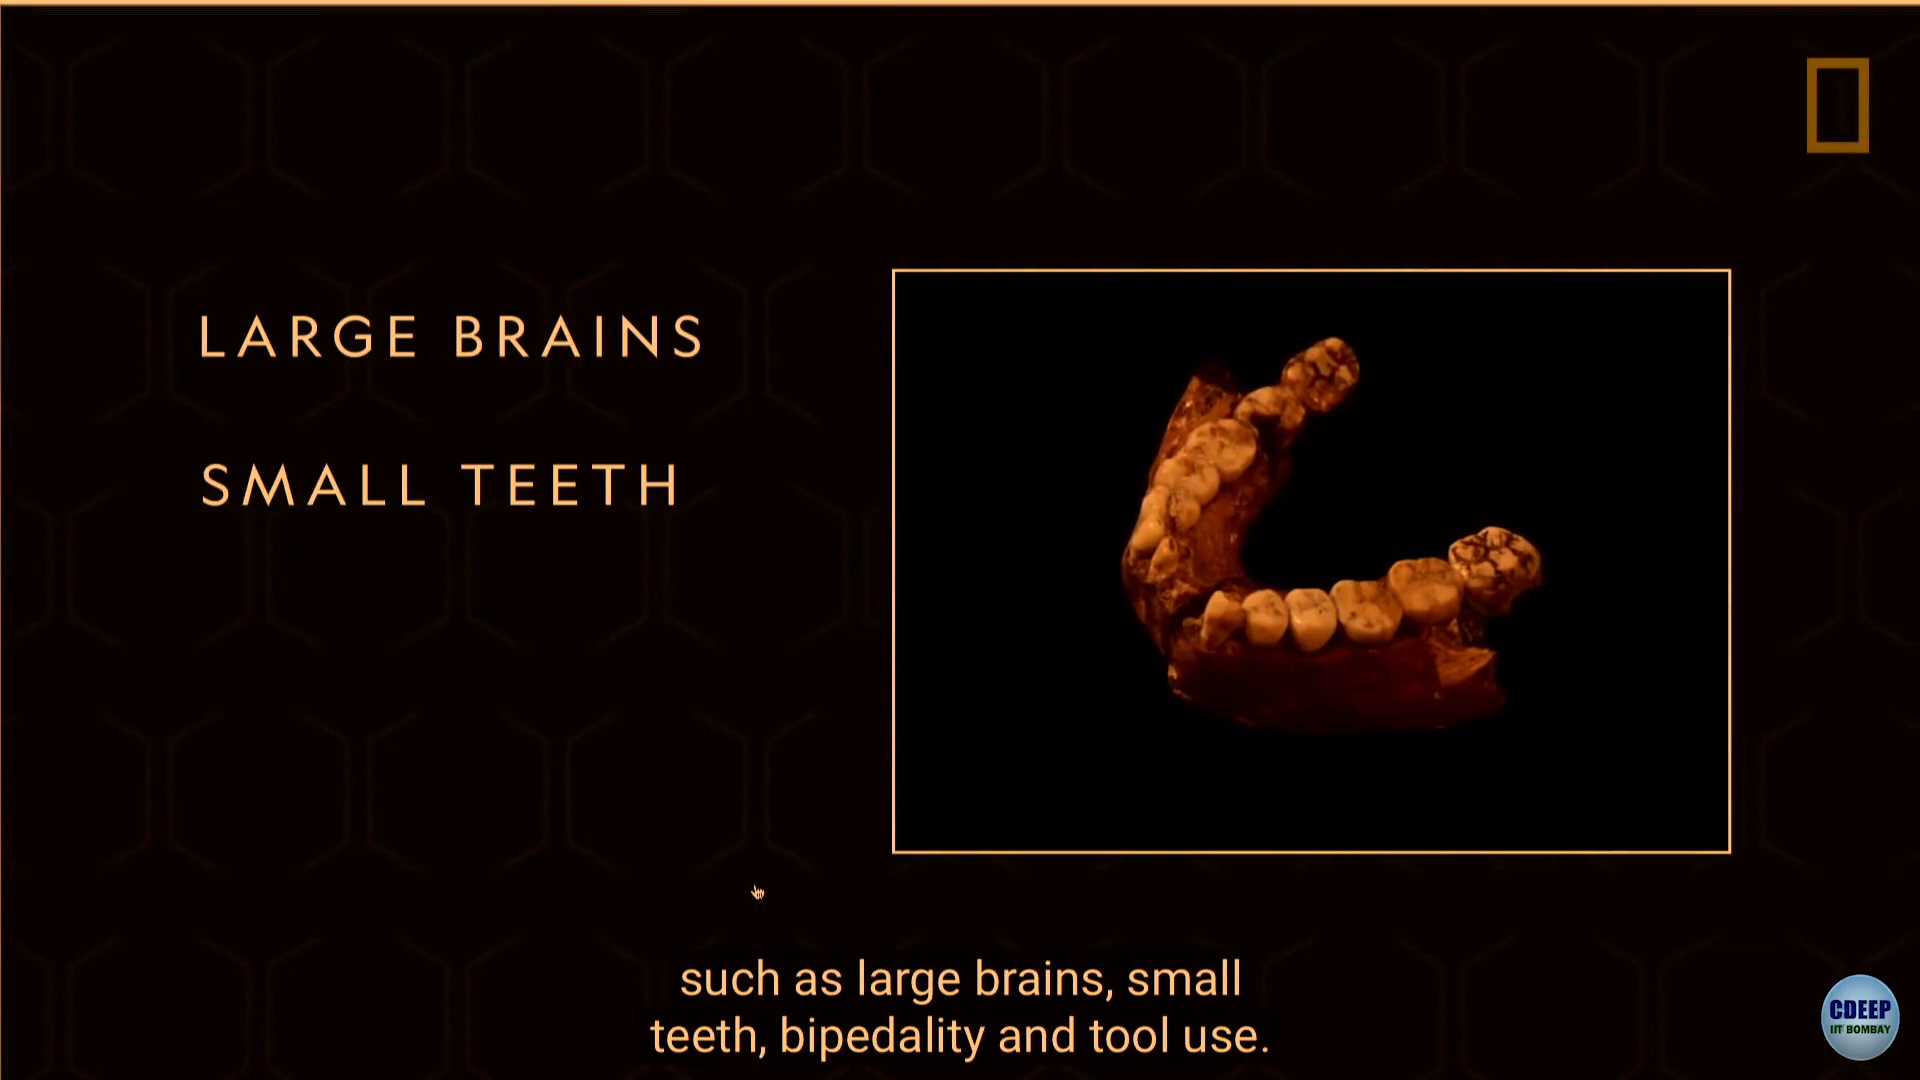 LARGE BRAINS
SMALL TEETH
such as large brains, small
teeth, bipedality and tool use.
CDEEP
IIT BOMBAY